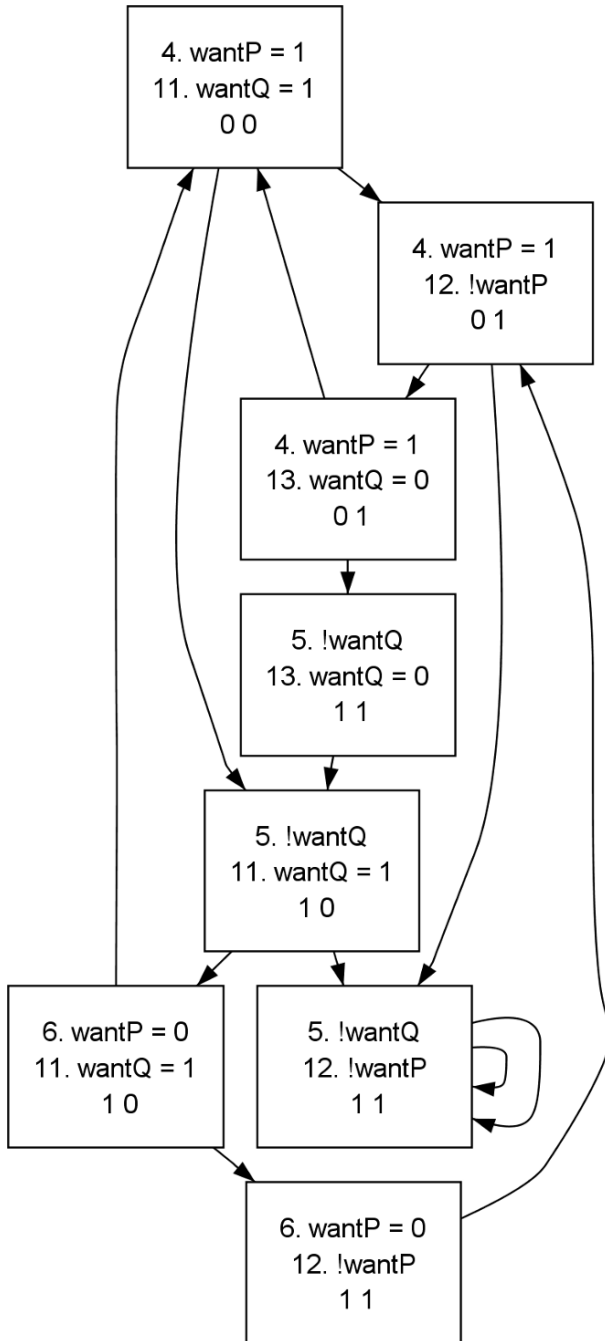 4. wantP = 1
11. wantQ = 1
0 0
4. wantP = 1
12. !wantP
0 1
4. wantP = 1
13. wantQ = 0
0 1
5. !wantQ
13. wantQ = 0
1 1
5. !wantQ
11. wantQ = 1
1 0
6. wantP = 0
11. wantQ = 1
1 0
5. !wantQ
12. !wantP
1 1
6. wantP = 0
12. !wantP
1 1